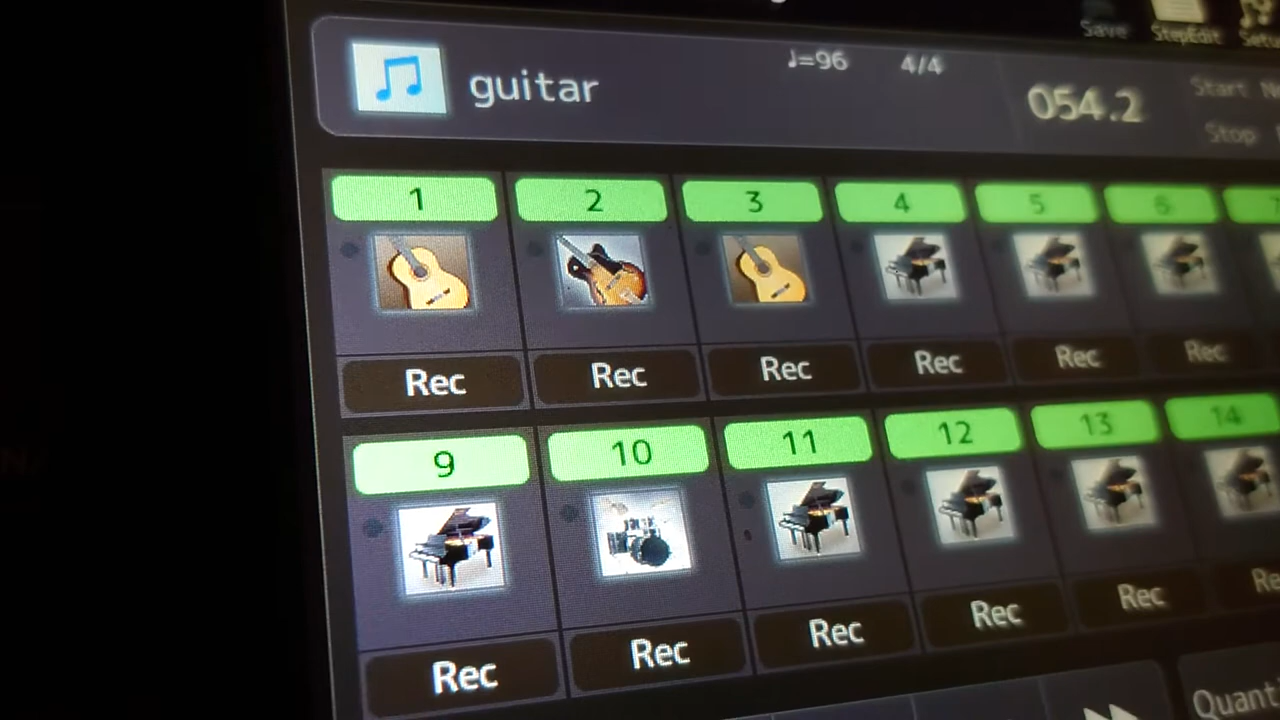 Save StepEdit
guitar
♩=96 4/4
054.2
Start
Stop
1 2 3 4 5 6
Rec Rec Rec Rec Rec Rec
9 10 11 12 13 14
Rec Rec Rec Rec Rec